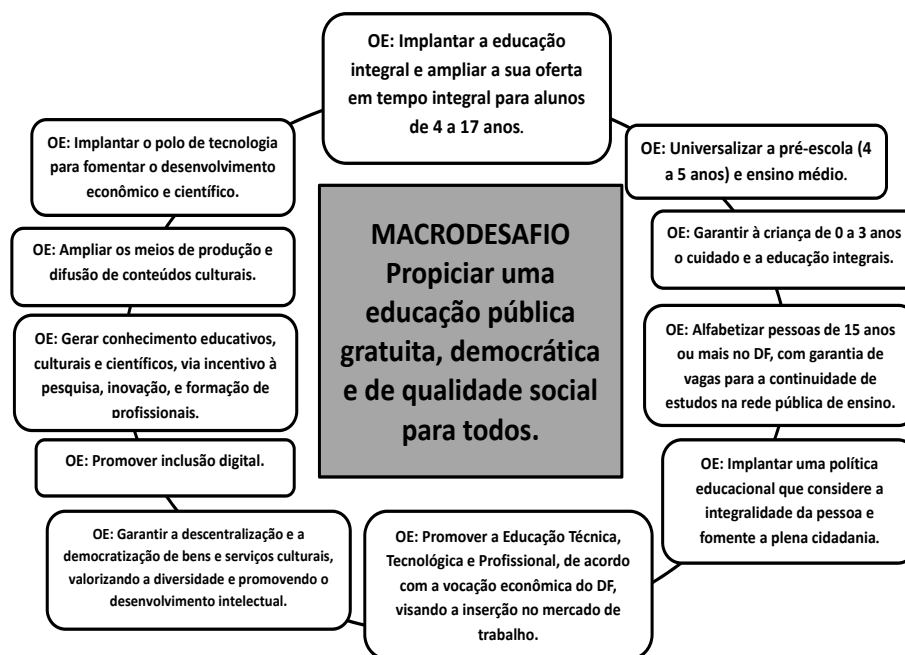 OE: Implantar a educação
integral e ampliar a sua oferta
em tempo integral para alunos
de 4 a 17 anos.
OE: Universalizar a pré-escola (4
a 5 anos) e ensino médio.
OE: Garantir à criança de 0 a 3 anos
o cuidado e a educação integrais.
OE: Alfabetizar pessoas de 15 anos
ou mais no DF, com garantia de
vagas para a continuidade de
estudos na rede pública de ensino.
OE: Implantar uma política
educacional que considere a
integralidade da pessoa e
fomente a plena cidadania.
OE: Promover a Educação Técnica,
Tecnológica e Profissional, de acordo
com a vocação econômica do DF,
visando a inserção no mercado de
trabalho.
OE: Garantir a descentralização e a
democratização de bens e serviços culturais,
valorizando a diversidade e promovendo o
desenvolvimento intelectual.
OE: Promover inclusão digital.
OE: Gerar conhecimento educativos,
culturais e científicos, via incentivo à
pesquisa, inovação, e formação de
profissionais.
OE: Ampliar os meios de produção e
difusão de conteúdos culturais.
OE: Implantar o polo de tecnologia
para fomentar o desenvolvimento
econômico e científico.
MACRODESAFIO
Propiciar uma
educação pública
gratuita, democrática
e de qualidade social
para todos.